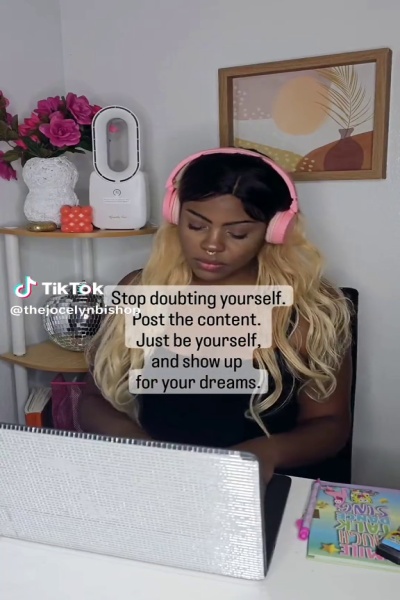 TikTok
@thejocelynbishop
Stop doubting yourself.
Post the content.
Just be yourself,
and show up
for your dreams.